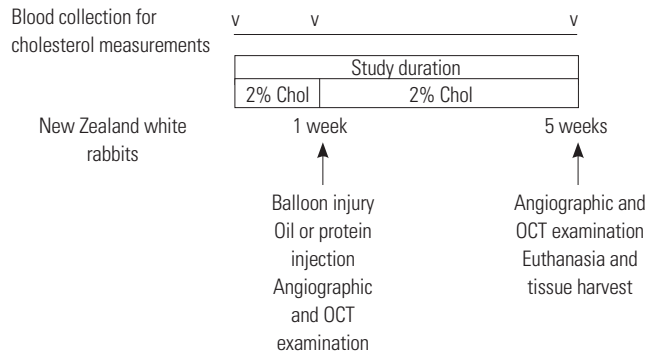 Blood collection for
cholesterol measurements
v v v
Study duration
2% Chol 2% Chol
New Zealand white
rabbits
1 week 5 weeks
Balloon injury
Oil or protein
injection
Angiographic
and OCT
examination
Angiographic and
OCT examination
Euthanasia and
tissue harvest